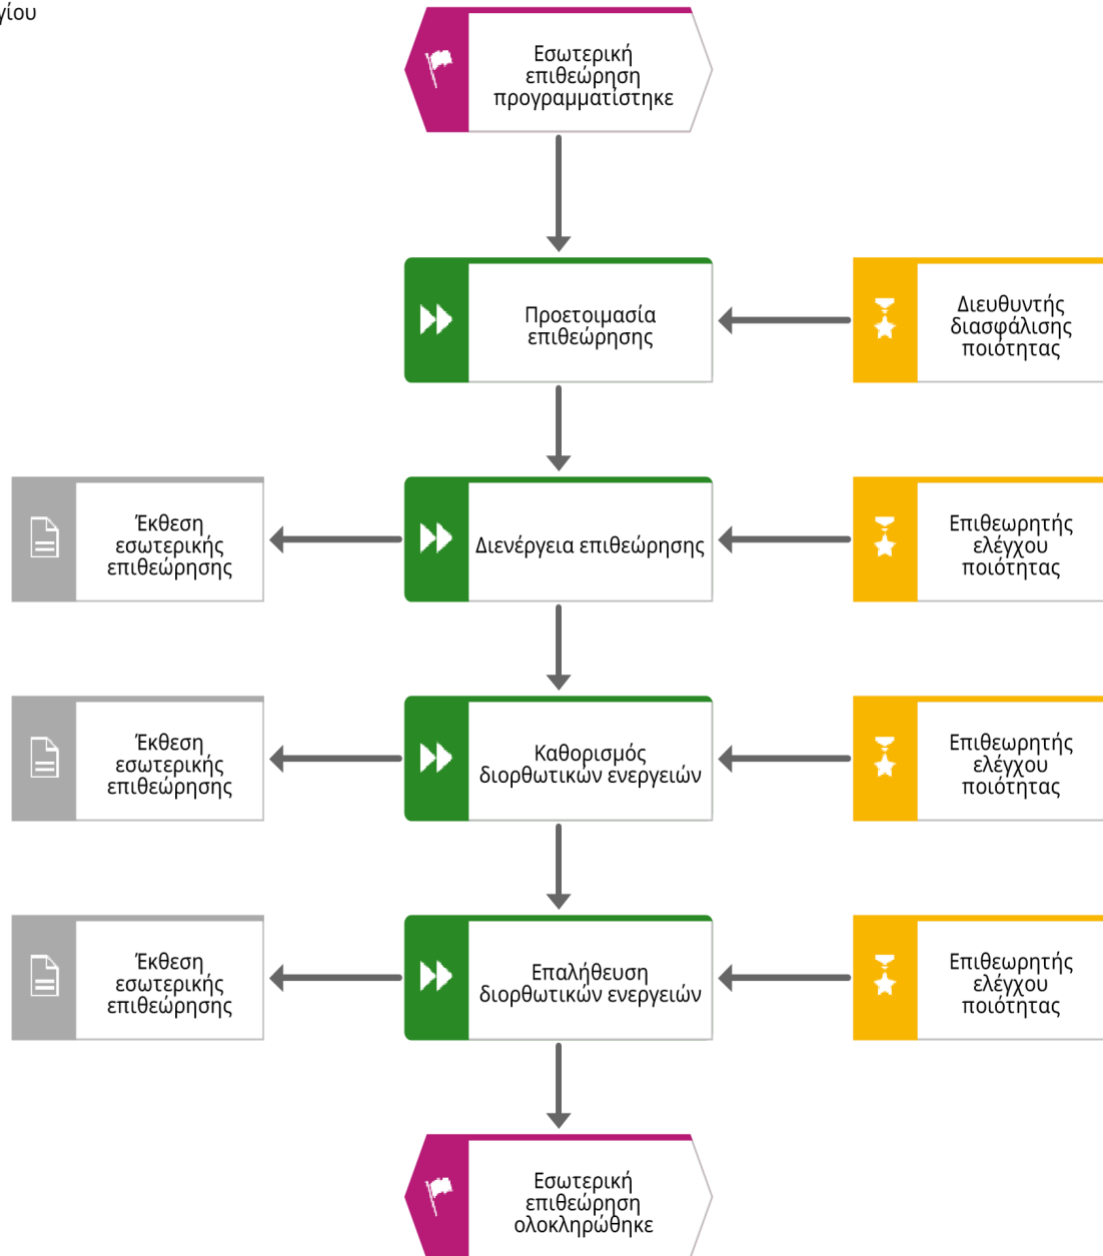 Εσωτερική
επιθεώρηση
προγραμματίστηκε
Προετοιμασία
επιθεώρησης
Διευθυντής
διασφάλισης
ποιότητας
Έκθεση
εσωτερικής
επιθεώρησης
Διενέργεια επιθεώρησης
Επιθεωρητής
ελέγχου
ποιότητας
Έκθεση
εσωτερικής
επιθεώρησης
Καθορισμός
διορθωτικών ενεργειών
Επιθεωρητής
ελέγχου
ποιότητας
Έκθεση
εσωτερικής
επιθεώρησης
Επαλήθευση
διορθωτικών ενεργειών
Επιθεωρητής
ελέγχου
ποιότητας
Εσωτερική
επιθεώρηση
ολοκληρώθηκε